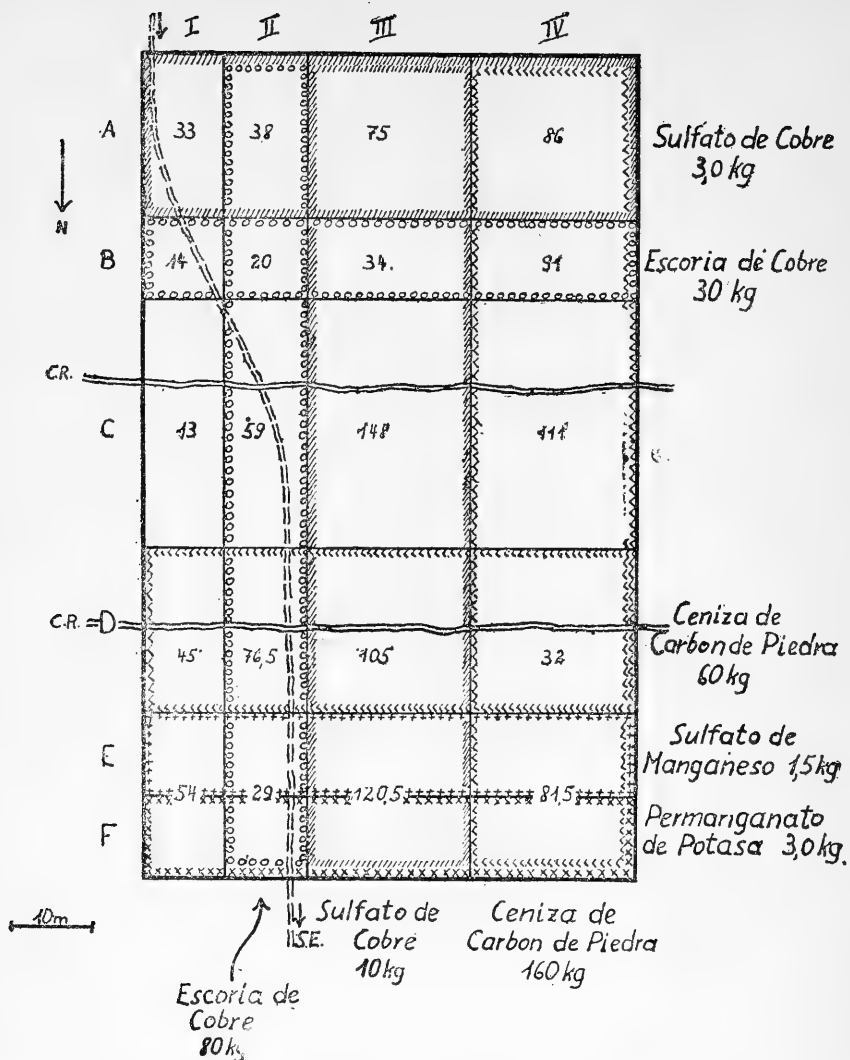 I II III IV
A 33 38 75 86 Sulfato de Cobre
3,0 kg
N
B 14 20 34. 91 Escoria de Cobre
30 kg
C.R.
C 13 59 148 111
C.R. D Ceniza de
45 76,5 105 32 Carbon de Piedra
60 kg
E Sulfato de
54 29 120,5 81,5 Manganeso 1,5 kg
F Permanganato
de Potasa 3,0 kg.
10m
S.E. Sulfato de Ceniza de
Cobre Carbon de Piedra
10 kg 160 kg
Escoria de
Cobre
80 kg